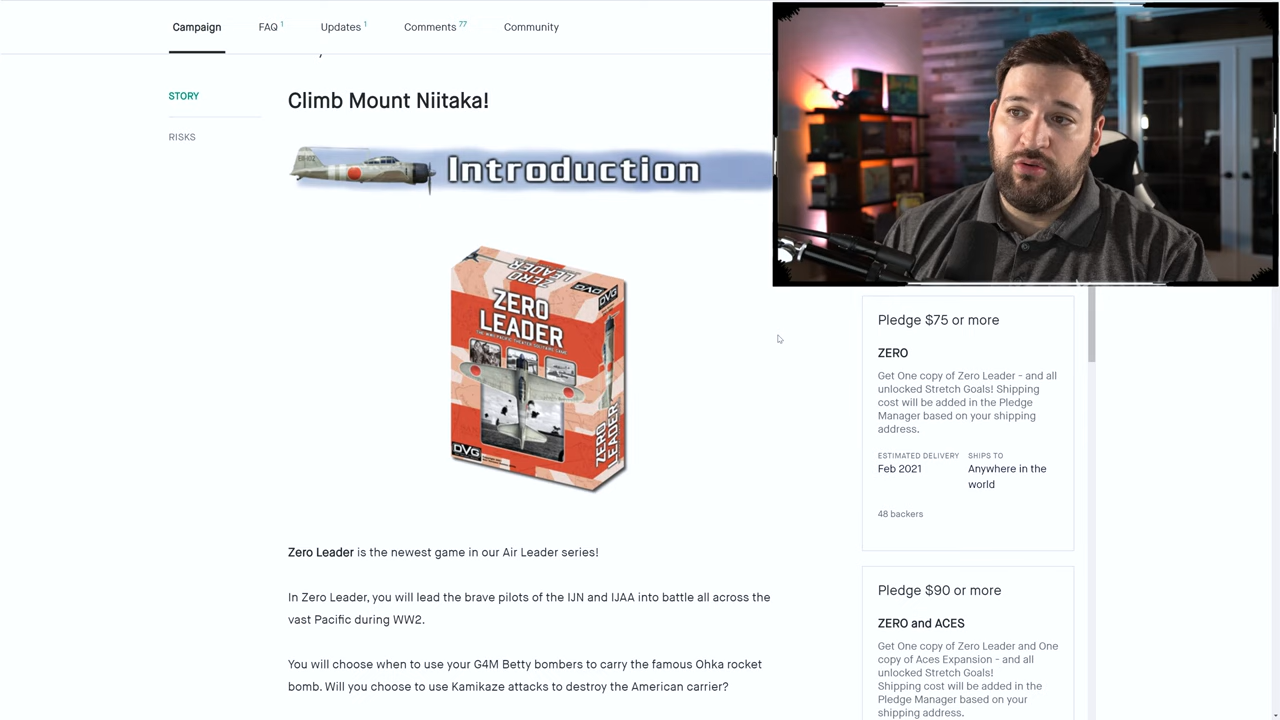 Campaign
FAQ 1
Updates 1
Comments 77
Community
STORY
RISKS
Climb Mount Niitaka!
Introduction
ZERO
LEADER
DVG
ZERO
LEADER
DVG
ZERO
LEADER
Zero Leader is the newest game in our Air Leader series!
In Zero Leader, you will lead the brave pilots of the IJN and IJAA into battle all across the
vast Pacific during WW2.
You will choose when to use your G4M Betty bombers to carry the famous Ohka rocket
bomb. Will you choose to use Kamikaze attacks to destroy the American carrier?
Pledge $75 or more
ZERO
Get One copy of Zero Leader - and all
unlocked Stretch Goals! Shipping
cost will be added in the Pledge
Manager based on your shipping
address.
ESTIMATED DELIVERY
Feb 2021
SHIPS TO
Anywhere in the
world
48 backers
Pledge $90 or more
ZERO and ACES
Get One copy of Zero Leader and One
copy of Aces Expansion - and all
unlocked Stretch Goals!
Shipping cost will be added in the
Pledge Manager based on your
shipping address.